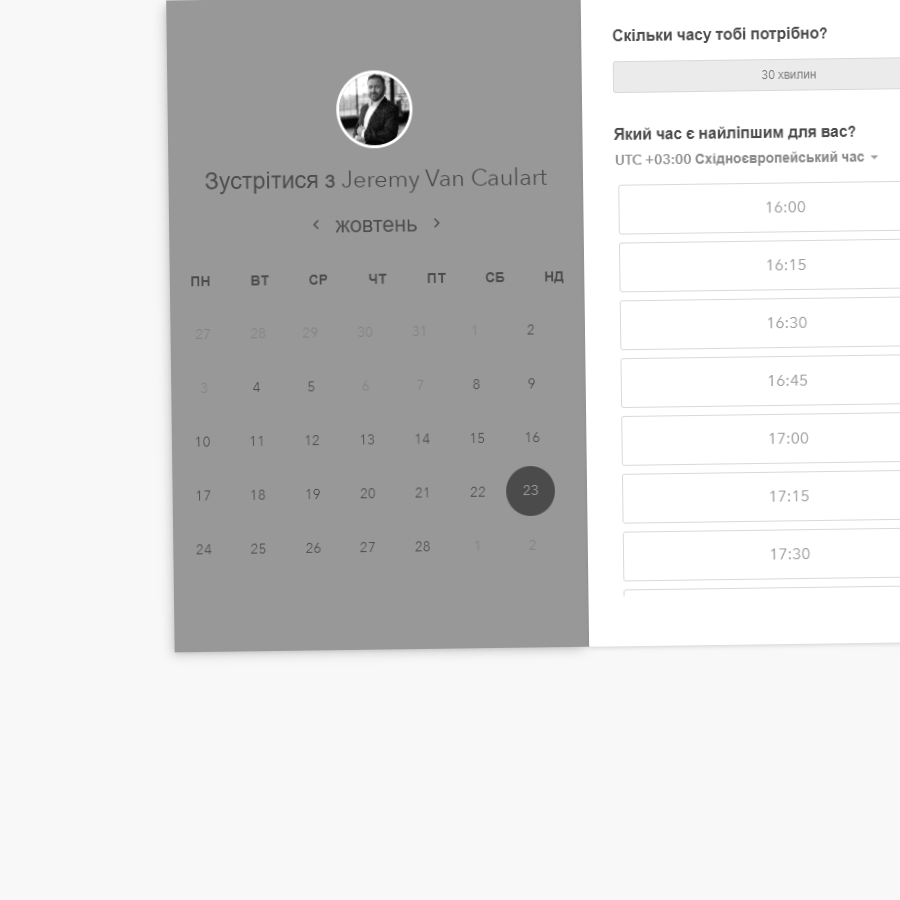 Зустрітися з Jeremy Van Caulart
‹ жовтень ›
ПН ВТ СР ЧТ ПТ СБ НД
27 28 29 30 31 1 2
3 4 5 6 7 8 9
10 11 12 13 14 15 16
17 18 19 20 21 22 23
24 25 26 27 28 1 2
Скільки часу тобі потрібно?
30 хвилин
Який час є найліпшим для вас?
UTC +03:00 Східноєвропейський час
16:00
16:15
16:30
16:45
17:00
17:15
17:30